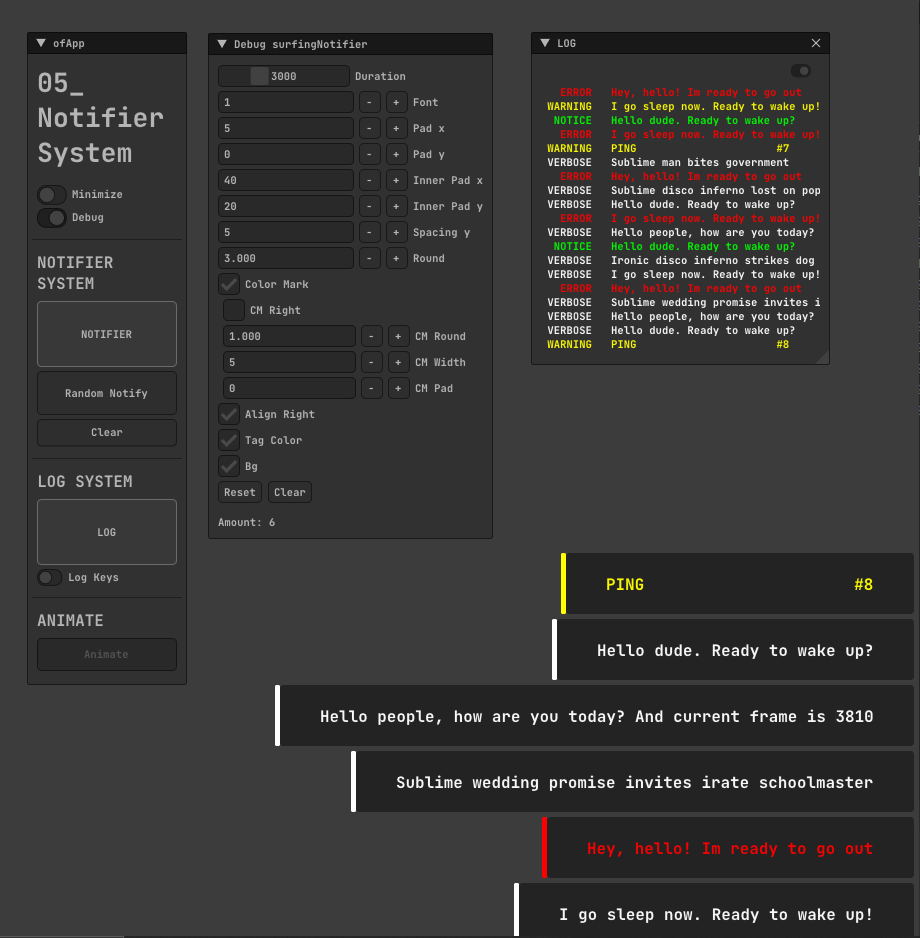 ofApp
05_
Notifier
System
Minimize
Debug
NOTIFIER
SYSTEM
NOTIFIER
Random Notify
Clear
LOG SYSTEM
LOG
Log Keys
ANIMATE
Animate
Debug surfingNotifier
3000 Duration
1 - + Font
5 - + Pad x
0 - + Pad y
40 - + Inner Pad x
20 - + Inner Pad y
5 - + Spacing y
3.000 - + Round
Color Mark
CM Right
1.000 - + CM Round
5 - + CM Width
0 - + CM Pad
Align Right
Tag Color
Bg
Reset Clear
Amount: 6
LOG
ERROR Hey, hello! Im ready to go out
WARNING I go sleep now. Ready to wake up!
NOTICE Hello dude. Ready to wake up?
ERROR I go sleep now. Ready to wake up!
WARNING PING #7
VERBOSE Sublime man bites government
ERROR Hey, hello! Im ready to go out
VERBOSE Sublime disco inferno lost on pop
VERBOSE Hello dude. Ready to wake up?
ERROR I go sleep now. Ready to wake up!
VERBOSE Hello people, how are you today?
NOTICE Hello dude. Ready to wake up?
VERBOSE Ironic disco inferno strikes dog
VERBOSE I go sleep now. Ready to wake up!
ERROR Hey, hello! Im ready to go out
VERBOSE Sublime wedding promise invites i
VERBOSE Hello people, how are you today?
VERBOSE Hello dude. Ready to wake up?
WARNING PING #8
PING #8
Hello dude. Ready to wake up?
Hello people, how are you today? And current frame is 3810
Sublime wedding promise invites irate schoolmaster
Hey, hello! Im ready to go out
I go sleep now. Ready to wake up!